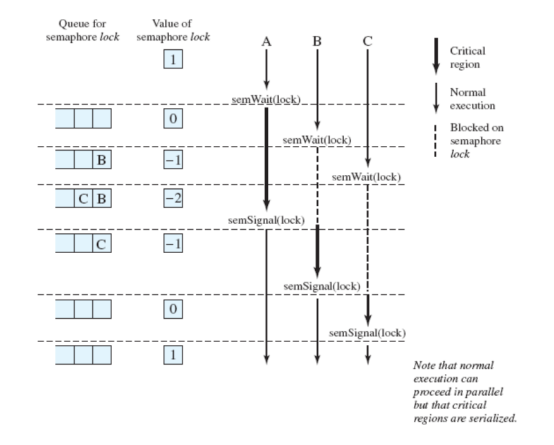 Queue for
semaphore lock
Value of
semaphore lock
A
B
C
1
Critical
region
Normal
execution
Blocked on
semaphore
lock
semWait(lock)
0
semWait(lock)
B
-1
semWait(lock)
C B
-2
semSignal(lock)
C
-1
semSignal(lock)
0
semSignal(lock)
1
Note that normal
execution can
proceed in parallel
but that critical
regions are serialized.